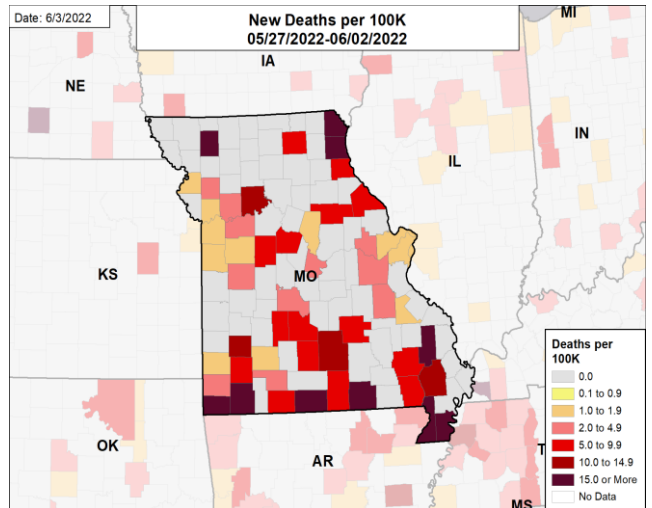 Date: 6/3/2022
New Deaths per 100K
05/27/2022-06/02/2022
MI
IA
NE
IL
IN
KS
MO
OK
AR
T
MS
Deaths per
100K
0.0
0.1 to 0.9
1.0 to 1.9
2.0 to 4.9
5.0 to 9.9
10.0 to 14.9
15.0 or More
No Data